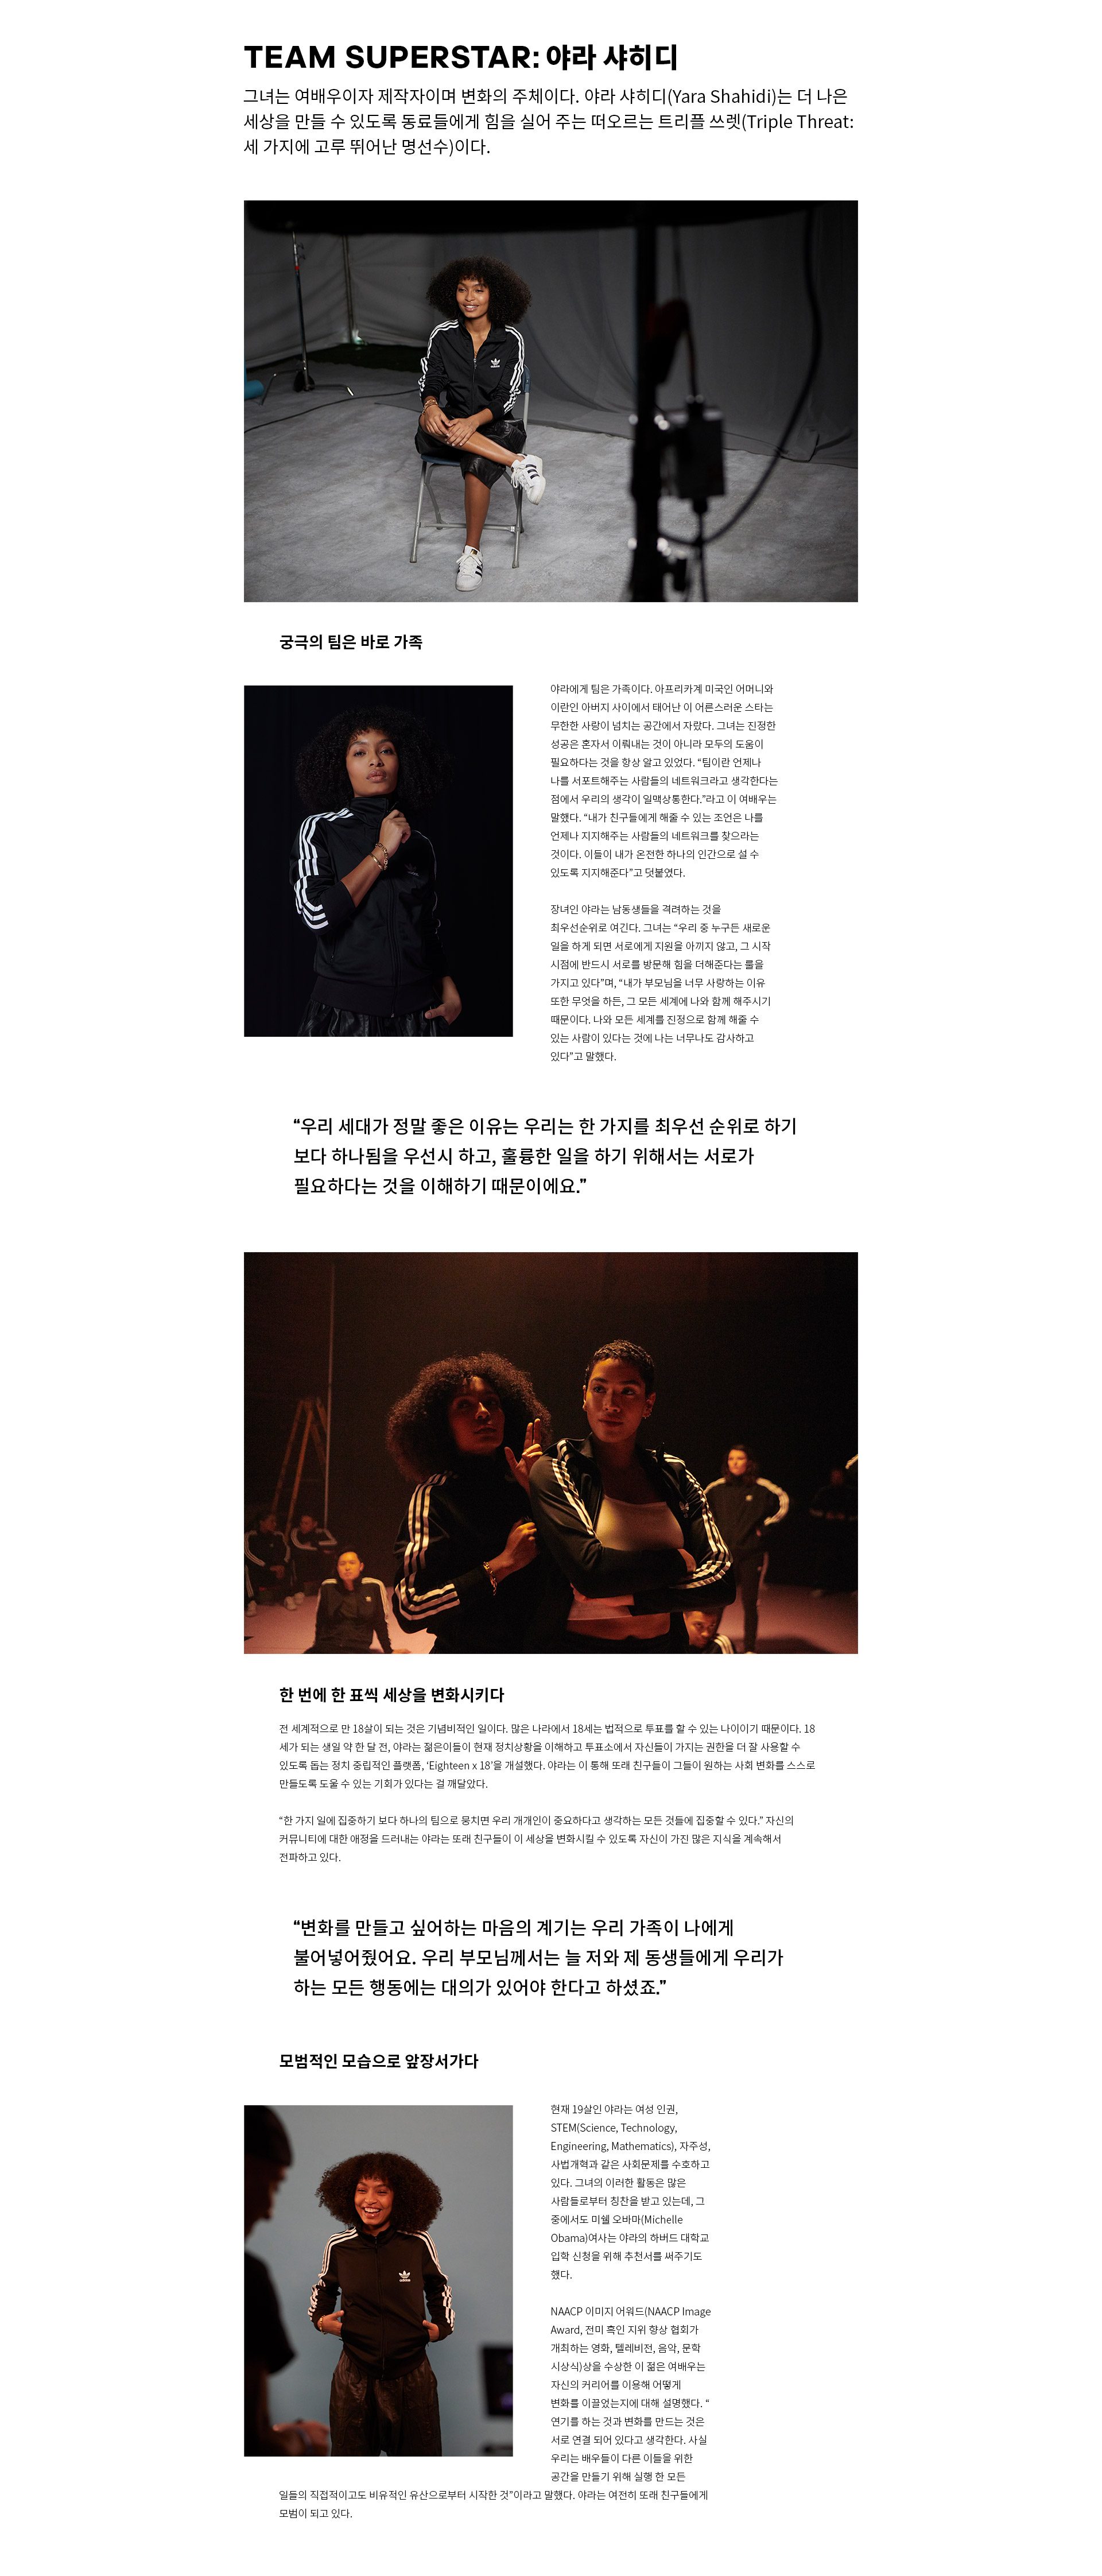 TEAM SUPERSTAR: 야라 샤히디
그녀는 여배우이자 제작자이며 변화의 주체이다. 야라 샤히디(Yara Shahidi)는 더 나은
세상을 만들 수 있도록 동료들에게 힘을 실어 주는 떠오르는 트리플 쓰렛(Triple Threat:
세 가지에 고루 뛰어난 명선수)이다.
궁극의 팀은 바로 가족
야라에게 팀은 가족이다. 아프리카계 미국인 어머니와
이란인 아버지 사이에서 태어난 이 어른스러운 스타는
무한한 사랑이 넘치는 공간에서 자랐다. 그녀는 진정한
성공은 혼자서 이뤄내는 것이 아니라 모두의 도움이
필요하다는 것을 항상 알고 있었다. “팀이란 언제나
나를 서포트해주는 사람들의 네트워크라고 생각한다는
점에서 우리의 생각이 일맥상통한다.”라고 이 여배우는
말했다. “내가 친구들에게 해줄 수 있는 조언은 나를
언제나 지지해주는 사람들의 네트워크를 찾으라는
것이다. 이들이 내가 온전한 하나의 인간으로 설 수
있도록 지지해준다”고 덧붙였다.
장녀인 야라는 남동생들을 격려하는 것을
최우선순위로 여긴다. 그녀는 “우리 중 누구든 새로운
일을 하게 되면 서로에게 지원을 아끼지 않고, 그 시작
시점에 반드시 서로를 방문해 힘을 더해준다는 룰을
가지고 있다”며, “내가 부모님을 너무 사랑하는 이유
또한 무엇을 하든, 그 모든 세계에 나와 함께 해주시기
때문이다. 나와 모든 세계를 진정으로 함께 해줄 수
있는 사람이 있다는 것에 나는 너무나도 감사하고
있다”고 말했다.
“우리 세대가 정말 좋은 이유는 우리는 한 가지를 최우선 순위로 하기
보다 하나됨을 우선시 하고, 훌륭한 일을 하기 위해서는 서로가
필요하다는 것을 이해하기 때문이에요.”
한 번에 한 표씩 세상을 변화시키다
전 세계적으로 만 18살이 되는 것은 기념비적인 일이다. 많은 나라에서 18세는 법적으로 투표를 할 수 있는 나이이기 때문이다. 18
세가 되는 생일 약 한 달 전, 야라는 젊은이들이 현재 정치상황을 이해하고 투표소에서 자신들이 가지는 권한을 더 잘 사용할 수
있도록 돕는 정치 중립적인 플랫폼, ‘Eighteen x 18’을 개설했다. 야라는 이 통해 또래 친구들이 그들이 원하는 사회 변화를 스스로
만들도록 도울 수 있는 기회가 있다는 걸 깨달았다.
“한 가지 일에 집중하기 보다 하나의 팀으로 뭉치면 우리 개개인이 중요하다고 생각하는 모든 것들에 집중할 수 있다.” 자신의
커뮤니티에 대한 애정을 드러내는 야라는 또래 친구들이 이 세상을 변화시킬 수 있도록 자신이 가진 많은 지식을 계속해서
전파하고 있다.
“변화를 만들고 싶어하는 마음의 계기는 우리 가족이 나에게
불어넣어줬어요. 우리 부모님께서는 늘 저와 제 동생들에게 우리가
하는 모든 행동에는 대의가 있어야 한다고 하셨죠.”
모범적인 모습으로 앞장서가다
현재 19살인 야라는 여성 인권,
STEM(Science, Technology,
Engineering, Mathematics), 자주성,
사법개혁과 같은 사회문제를 수호하고
있다. 그녀의 이러한 활동은 많은
사람들로부터 칭찬을 받고 있는데, 그
중에서도 미쉘 오바마(Michelle
Obama)여사는 야라의 하버드 대학교
입학 신청을 위해 추천서를 써주기도
했다.
NAACP 이미지 어워드(NAACP Image
Award, 전미 흑인 지위 향상 협회가
개최하는 영화, 텔레비전, 음악, 문학
시상식)상을 수상한 이 젊은 여배우는
자신의 커리어를 이용해 어떻게
변화를 이끌었는지에 대해 설명했다. “
연기를 하는 것과 변화를 만드는 것은
서로 연결 되어 있다고 생각한다. 사실
우리는 배우들이 다른 이들을 위한
공간을 만들기 위해 실행 한 모든
일들의 직접적이고도 비유적인 유산으로부터 시작한 것”이라고 말했다. 야라는 여전히 또래 친구들에게
모범이 되고 있다.